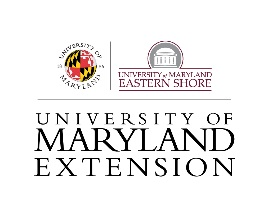 UNIVERSITY OF
MARYLAND
UNIVERSITY of MARYLAND
EASTERN SHORE
UNIVERSITY OF
MARYLAND
EXTENSION